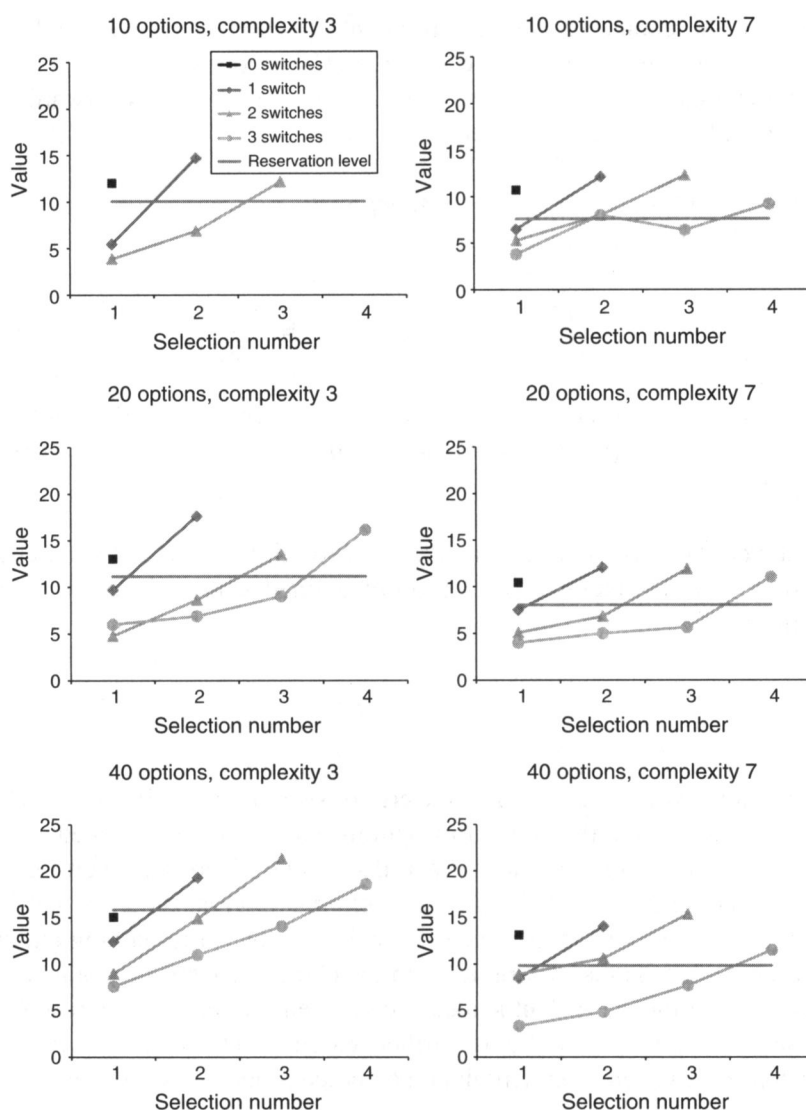 10 options, complexity 3
25
20
15
10
5
0
Value
1 2 3 4
Selection number
0 switches
1 switch
2 switches
3 switches
Reservation level
10 options, complexity 7
25
20
15
10
5
0
Value
1 2 3 4
Selection number
20 options, complexity 3
25
20
15
10
5
0
Value
1 2 3 4
Selection number
20 options, complexity 7
25
20
15
10
5
0
Value
1 2 3 4
Selection number
40 options, complexity 3
25
20
15
10
5
0
Value
1 2 3 4
Selection number
40 options, complexity 7
25
20
15
10
5
0
Value
1 2 3 4
Selection number